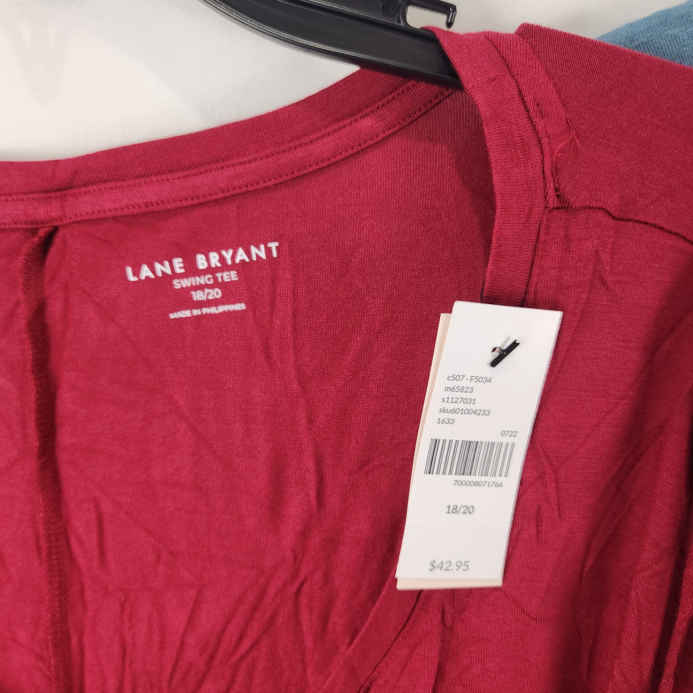 LANE BRYANT
SWING TEE
18/20
MADE IN PHILIPPINES
c507 - F5034
m65823
s1127031
sku601004233
1633
0722
700008071764
18/20
$42.95